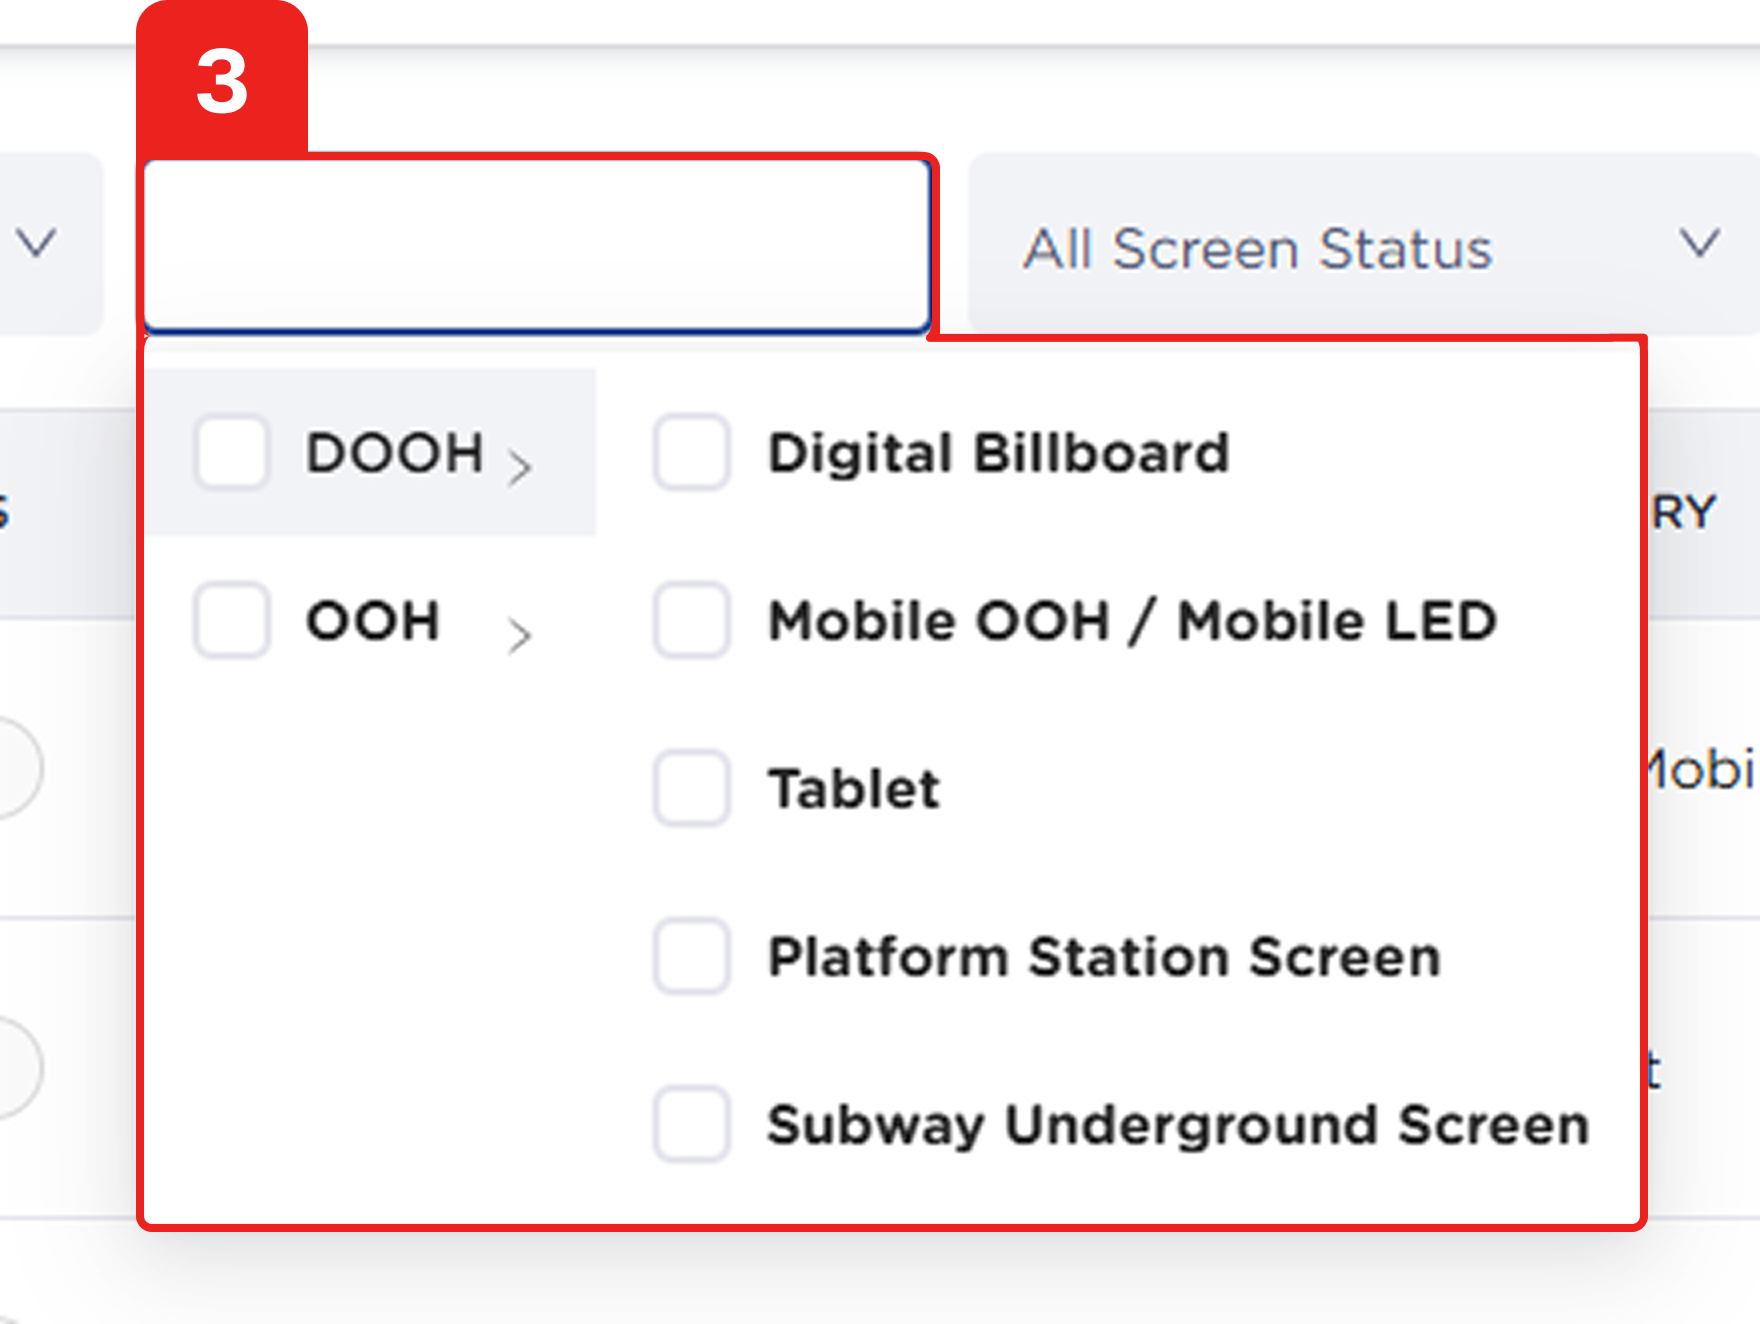 3
All Screen Status
DOOH >
Digital Billboard
RY
OOH >
Mobile OOH / Mobile LED
Mobi
Tablet
Platform Station Screen
t
Subway Underground Screen